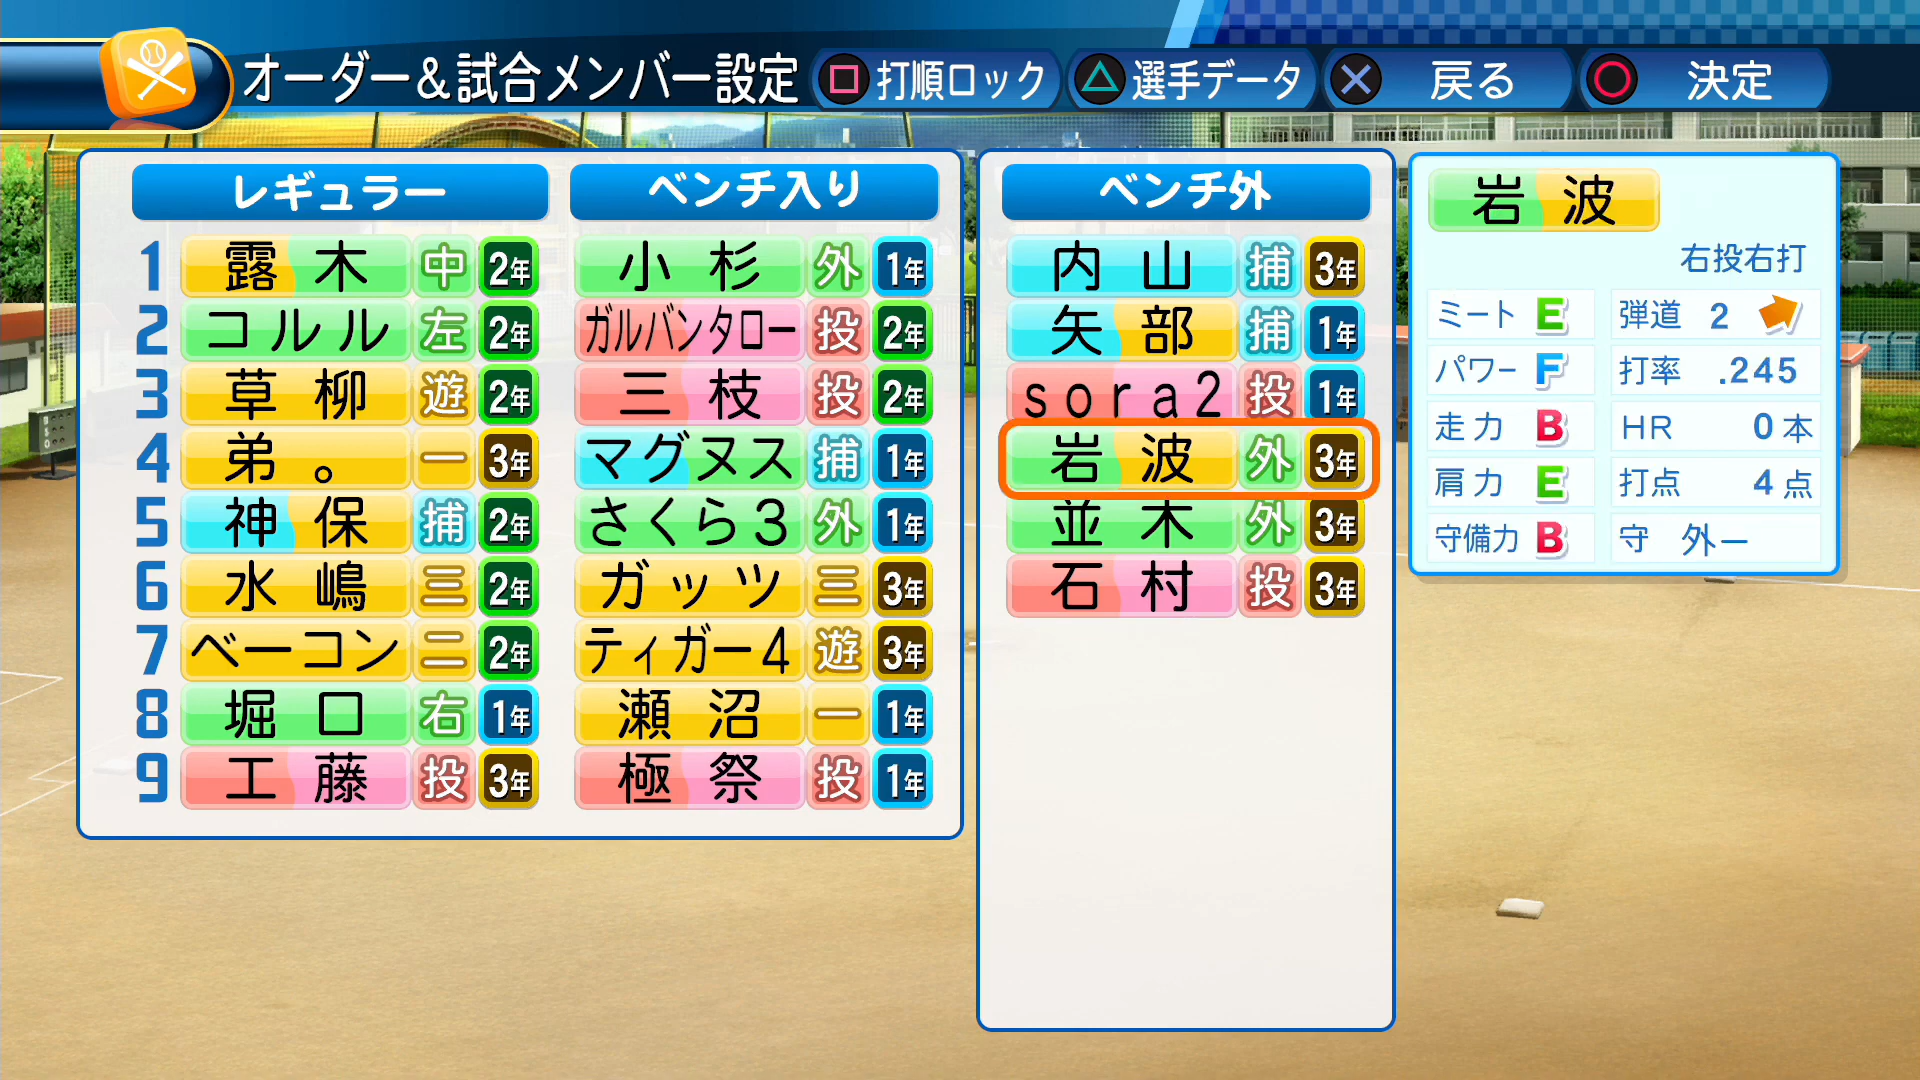 オーダー＆試合メンバー設定 打順ロック 選手データ 戻る 決定
レギュラー
1 露木 中 2年
2 コルル 左 2年
3 草柳 遊 2年
4 弟。 一 3年
5 神保 捕 2年
6 水嶋 三 2年
7 ベーコン 二 2年
8 堀口 右 1年
9 工藤 投 3年
ベンチ入り
小杉 外 1年
ガルバンタロー 投 2年
三枝 投 2年
マグヌス 捕 1年
さくら3 外 1年
ガッツ 三 3年
ティガー4 遊 3年
瀬沼 一 1年
極祭 投 1年
ベンチ外
内山 捕 3年
矢部 捕 1年
sora2 投 1年
岩波 外 3年
並木 外 3年
石村 投 3年
岩波
右投右打
ミート E 弾道 2
パワー F 打率 .245
走力 B HR 0本
肩力 E 打点 4点
守備力 B 守 外一